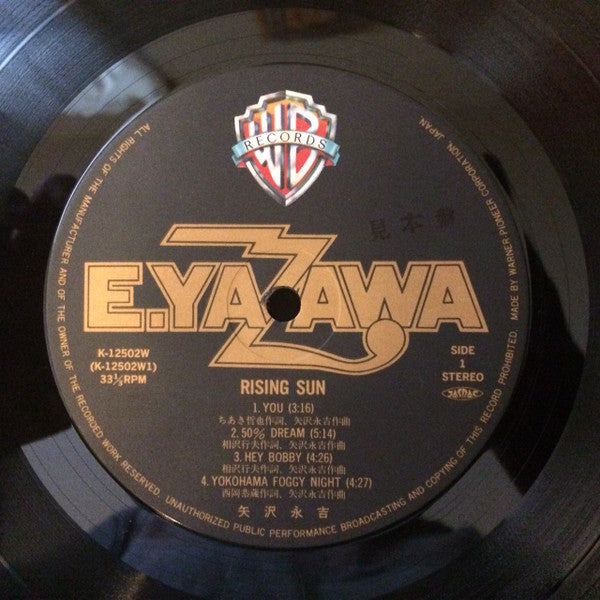 WB
RECORDS
見本盤
E.YAZAWA
K-12502W
(K-12502W1)
33⅓RPM
SIDE
1
STEREO
JASRAC
RISING SUN
1. YOU (3:16)
ちあき哲也作詞、矢沢永吉作曲
2. 50% DREAM (5:14)
相沢行夫作詞、矢沢永吉作曲
3. HEY BOBBY (4:26)
相沢行夫作詞、矢沢永吉作曲
4. YOKOHAMA FOGGY NIGHT (4:27)
西岡恭蔵作詞、矢沢永吉作曲
矢沢永吉
ALL RIGHTS OF THE MANUFACTURER AND OF THE OWNER OF THE RECORDED WORK RESERVED. UNAUTHORIZED PUBLIC PERFORMANCE BROADCASTING AND COPYING OF THIS RECORD PROHIBITED. MADE BY WARNER-PIONEER CORPORATION, JAPAN.